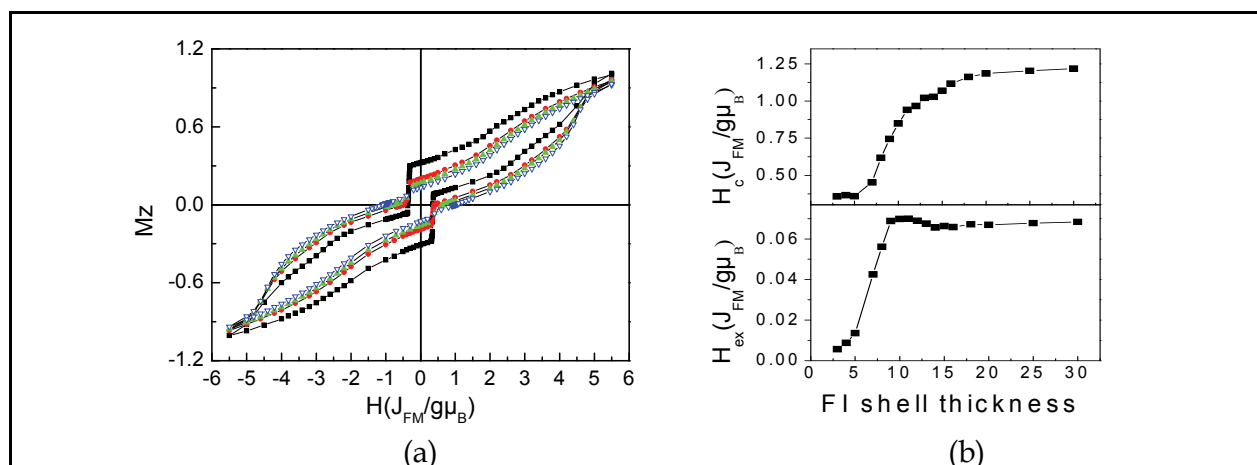 1.2
0.6
0.0
-0.6
-1.2
Mz
-6 -5 -4 -3 -2 -1 0 1 2 3 4 5 6
H(J_FM/gµ_B)
(a)
1.25
1.00
0.75
0.50
H_c(J_FM/gµ_B)
0.06
0.04
0.02
0.00
H_ex(J_FM/gµ_B)
0 5 10 15 20 25 30
FI shell thickness
(b)